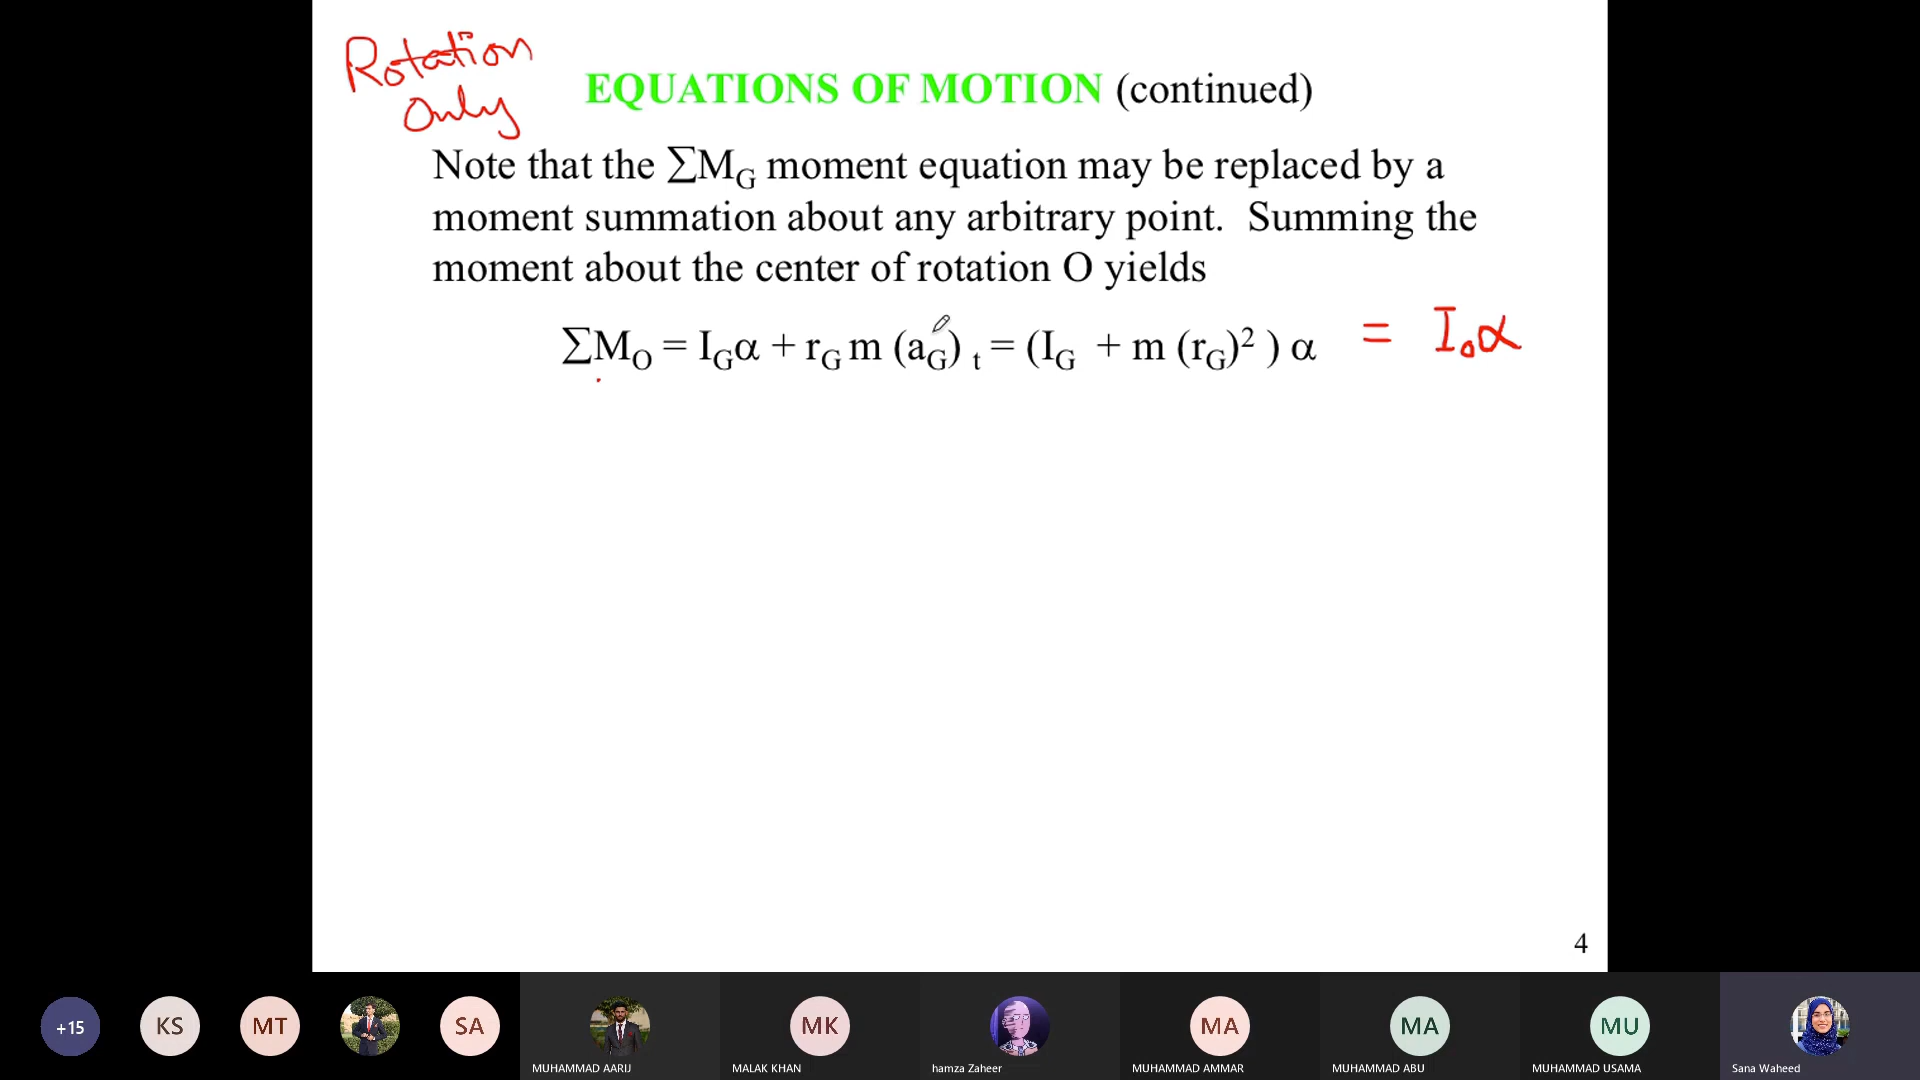 Rotation
Only
EQUATIONS OF MOTION (continued)
Note that the ∑M_G moment equation may be replaced by a
moment summation about any arbitrary point.  Summing the
moment about the center of rotation O yields
∑M_O = I_Gα + r_G m (a_G) _t = (I_G + m (r_G)² ) α = I_oα
4
+15 KS MT SA MK MA MA MU
MUHAMMAD AARIJ MALAK KHAN hamza Zaheer MUHAMMAD AMMAR MUHAMMAD ABU MUHAMMAD USAMA Sana Waheed